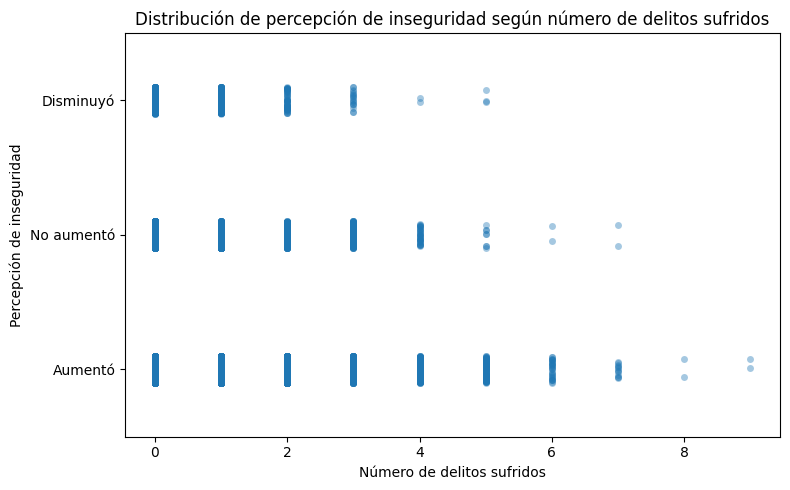 Distribución de percepción de inseguridad según número de delitos sufridos
Percepción de inseguridad
Disminuyó
No aumentó
Aumentó
0 2 4 6 8
Número de delitos sufridos